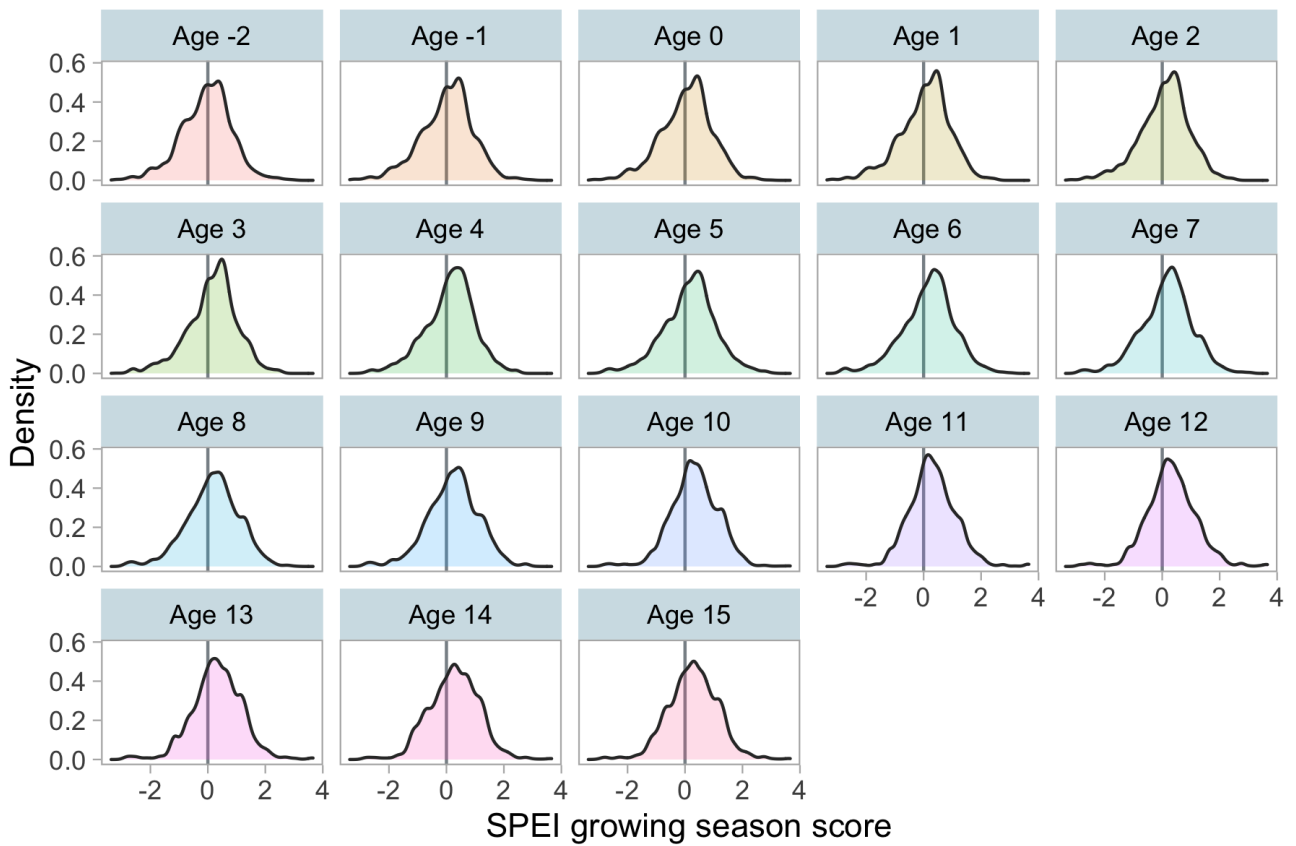 Age -2 Age -1 Age 0 Age 1 Age 2
0.6
0.4
0.2
0.0
Age 3 Age 4 Age 5 Age 6 Age 7
0.6
0.4
0.2
0.0
Age 8 Age 9 Age 10 Age 11 Age 12
0.6
0.4
0.2
0.0
-2 0 2 4 -2 0 2 4
Age 13 Age 14 Age 15
0.6
0.4
0.2
0.0
-2 0 2 4 -2 0 2 4 -2 0 2 4
Density
SPEI growing season score